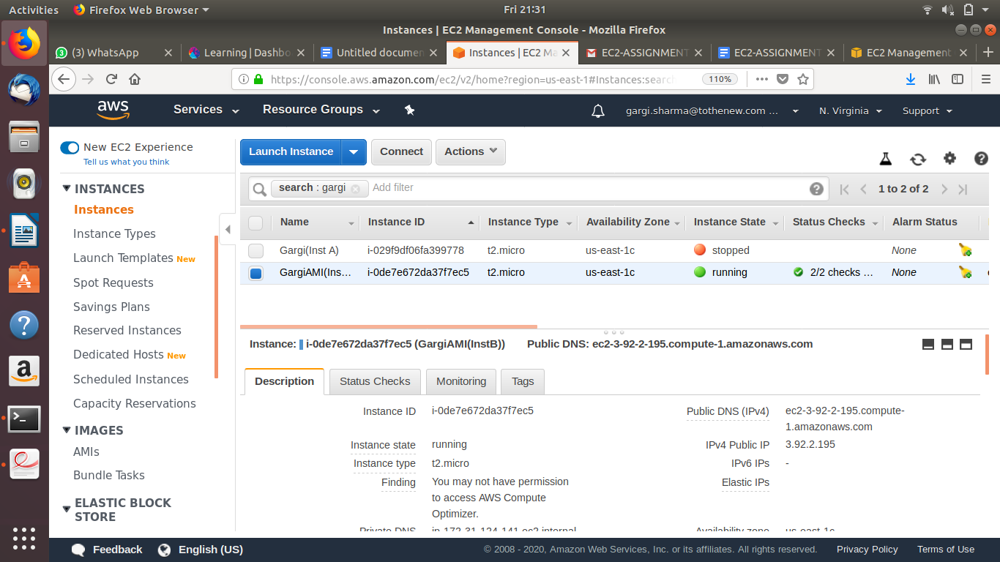 Activities Firefox Web Browser Fri 21:31
Instances | EC2 Management Console - Mozilla Firefox
(3) WhatsApp Learning | Dashbo Untitled documen Instances | EC2 Ma EC2-ASSIGNMENT EC2-ASSIGNMENT EC2 Management
https://console.aws.amazon.com/ec2/v2/home?region=us-east-1#Instances:search 110%
aws Services Resource Groups gargi.sharma@tothenew.com ... N. Virginia Support
New EC2 Experience
Tell us what you think
INSTANCES
Instances
Instance Types
Launch Templates New
Spot Requests
Savings Plans
Reserved Instances
Dedicated Hosts New
Scheduled Instances
Capacity Reservations
IMAGES
AMIs
Bundle Tasks
ELASTIC BLOCK
STORE
Launch Instance Connect Actions
search : gargi Add filter 1 to 2 of 2
Name Instance ID Instance Type Availability Zone Instance State Status Checks Alarm Status
Gargi(Inst A) i-029f9df06fa399778 t2.micro us-east-1c stopped None
GargiAMI(Ins... i-0de7e672da37f7ec5 t2.micro us-east-1c running 2/2 checks ... None
Instance: i-0de7e672da37f7ec5 (GargiAMI(InstB)) Public DNS: ec2-3-92-2-195.compute-1.amazonaws.com
Description Status Checks Monitoring Tags
Instance ID i-0de7e672da37f7ec5 Public DNS (IPv4) ec2-3-92-2-195.compute-
1.amazonaws.com
Instance state running IPv4 Public IP 3.92.2.195
Instance type t2.micro IPv6 IPs -
Finding You may not have permission Elastic IPs
to access AWS Compute
Optimizer.
Private DNS ip-172-31-124-141.ec2.internal Availability zone us-east-1c
Feedback English (US) © 2008 - 2020, Amazon Web Services, Inc. or its affiliates. All rights reserved. Privacy Policy Terms of Use